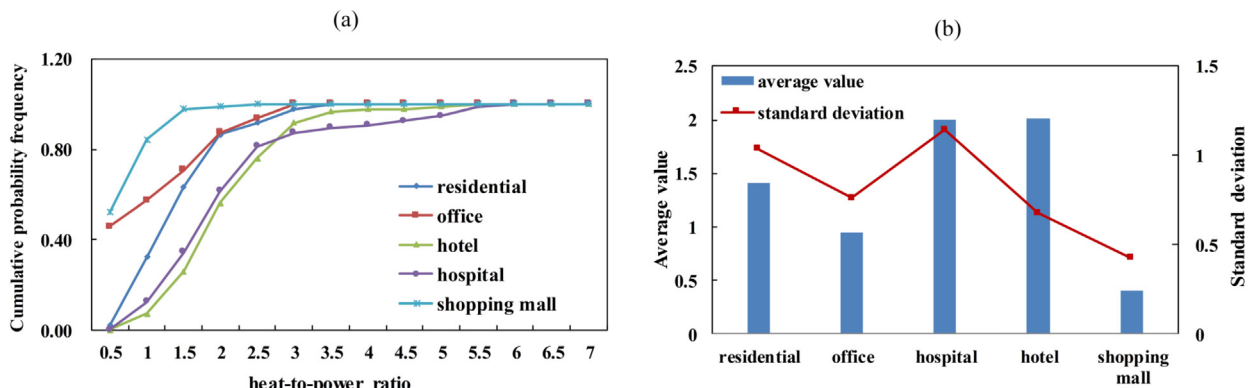 (a)
Cumulative probability frequency
1.20
0.80
0.40
0.00
residential
office
hotel
hospital
shopping mall
0.5 1 1.5 2 2.5 3 3.5 4 4.5 5 5.5 6 6.5 7
heat-to-power ratio
(b)
Average value
2.5
2
1.5
1
0.5
0
average value
standard deviation
1.5
1
0.5
0
Standard deviation
residential office hospital hotel shopping
mall